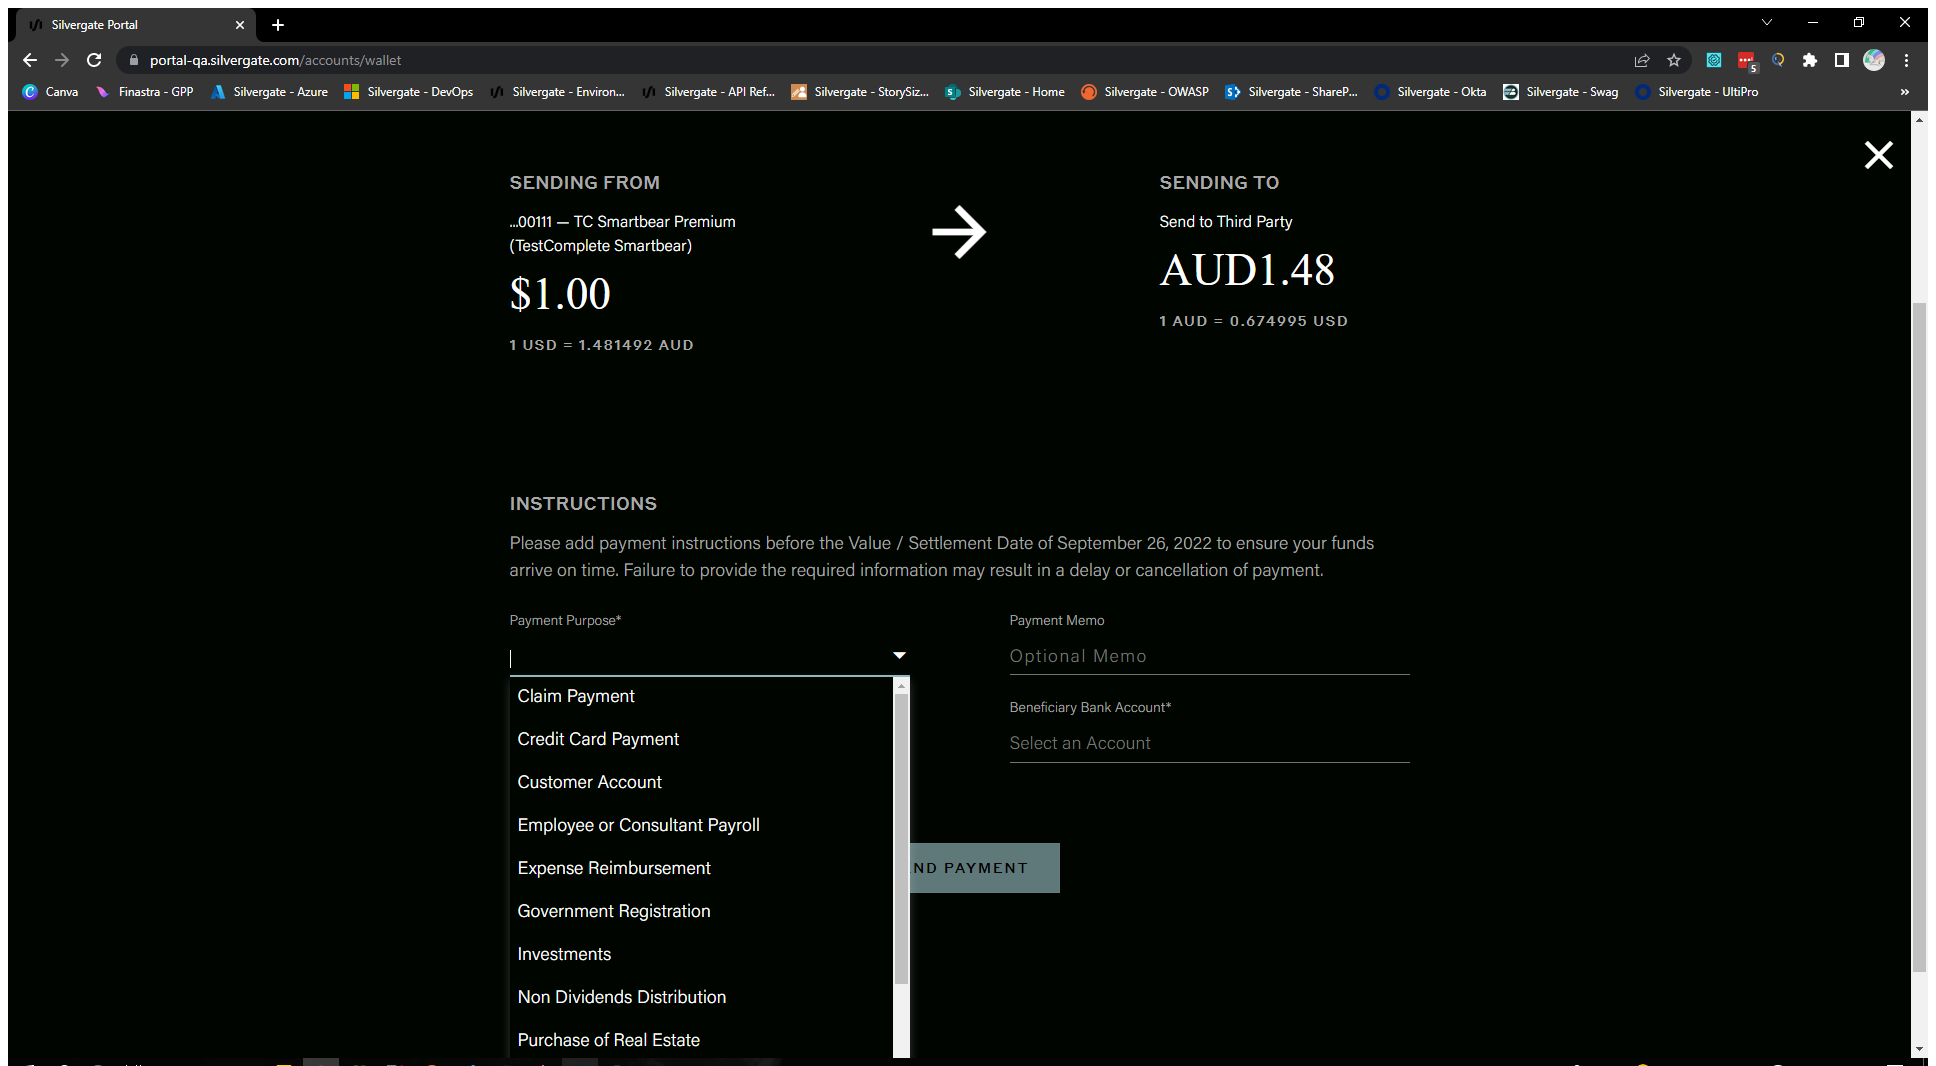 Silvergate Portal
portal-qa.silvergate.com/accounts/wallet
5
Canva
Finastra - GPP
Silvergate - Azure
Silvergate - DevOps
Silvergate - Environ...
Silvergate - API Ref...
Silvergate - StorySiz...
Silvergate - Home
Silvergate - OWASP
Silvergate - ShareP...
Silvergate - Okta
Silvergate - Swag
Silvergate - UltiPro
SENDING FROM
...00111 — TC Smartbear Premium
(TestComplete Smartbear)
$1.00
1 USD = 1.481492 AUD
SENDING TO
Send to Third Party
AUD1.48
1 AUD = 0.674995 USD
INSTRUCTIONS
Please add payment instructions before the Value / Settlement Date of September 26, 2022 to ensure your funds
arrive on time. Failure to provide the required information may result in a delay or cancellation of payment.
Payment Purpose*
Claim Payment
Credit Card Payment
Customer Account
Employee or Consultant Payroll
Expense Reimbursement
Government Registration
Investments
Non Dividends Distribution
Purchase of Real Estate
Payment Memo
Optional Memo
Beneficiary Bank Account*
Select an Account
ND PAYMENT